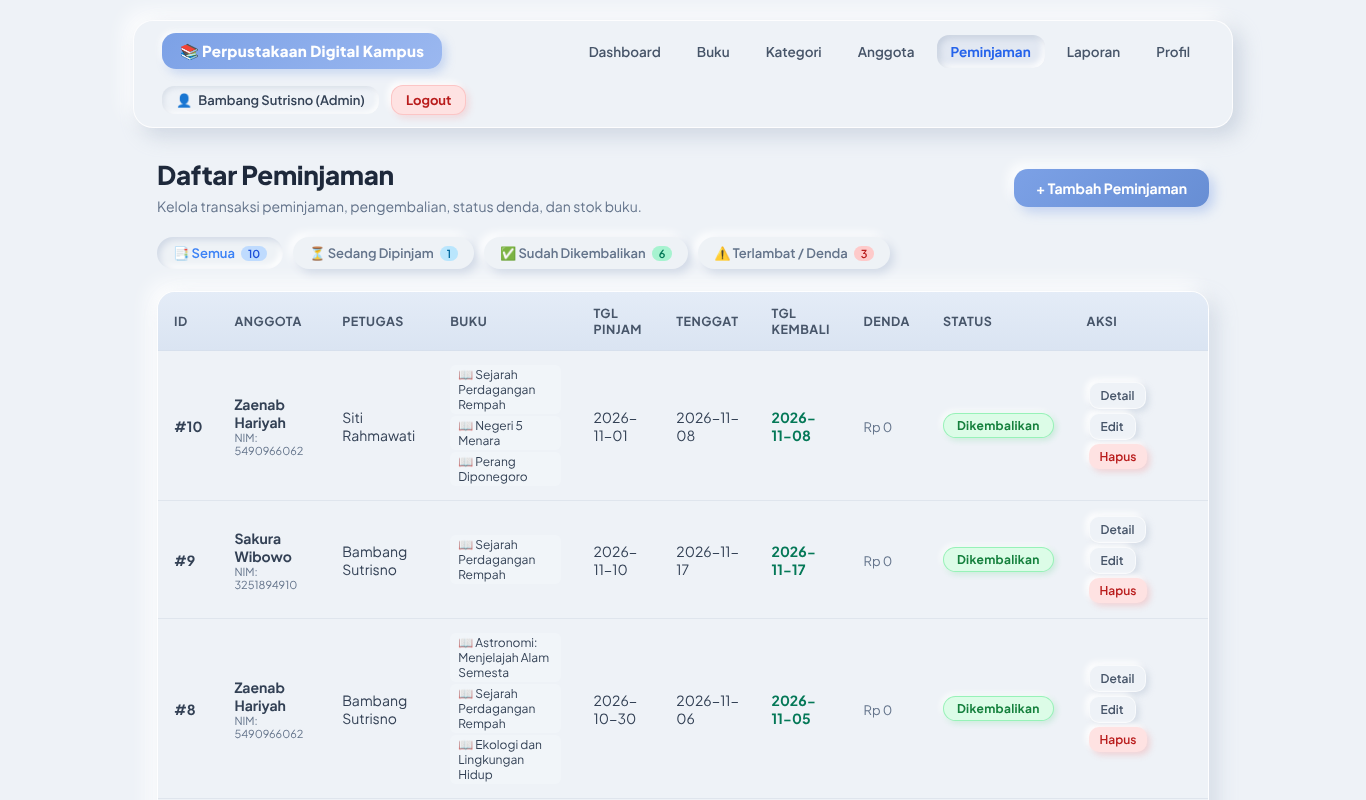 📚 Perpustakaan Digital Kampus
Dashboard Buku Kategori Anggota Peminjaman Laporan Profil
👤 Bambang Sutrisno (Admin) Logout
Daftar Peminjaman
Kelola transaksi peminjaman, pengembalian, status denda, dan stok buku.
+ Tambah Peminjaman
📑 Semua 10 ⏳ Sedang Dipinjam 1 ✅ Sudah Dikembalikan 6 ⚠️ Terlambat / Denda 3
ID ANGGOTA PETUGAS BUKU TGL PINJAM TENGGAT TGL KEMBALI DENDA STATUS AKSI
#10
Zaenab
Hariyah
NIM:
5490966062
Siti
Rahmawati
📖 Sejarah
Perdagangan
Rempah
📖 Negeri 5
Menara
📖 Perang
Diponegoro
2026-
11-01
2026-11-
08
2026-
11-08
Rp 0
Dikembalikan
Detail
Edit
Hapus
#9
Sakura
Wibowo
NIM:
3251894910
Bambang
Sutrisno
📖 Sejarah
Perdagangan
Rempah
2026-
11-10
2026-11-
17
2026-
11-17
Rp 0
Dikembalikan
Detail
Edit
Hapus
#8
Zaenab
Hariyah
NIM:
5490966062
Bambang
Sutrisno
📖 Astronomi:
Menjelajah Alam
Semesta
📖 Sejarah
Perdagangan
Rempah
📖 Ekologi dan
Lingkungan
Hidup
2026-
10-30
2026-11-
06
2026-
11-05
Rp 0
Dikembalikan
Detail
Edit
Hapus